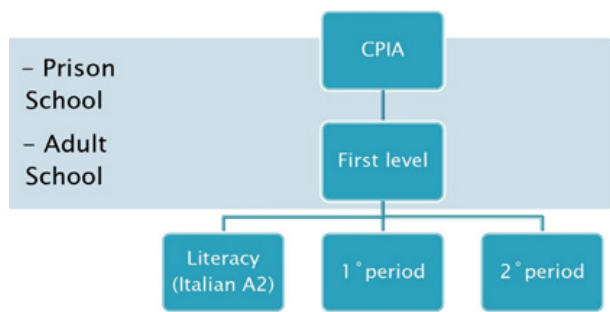 – Prison
School
– Adult
School
CPIA
First level
Literacy
(Italian A2)
1°period
2°period